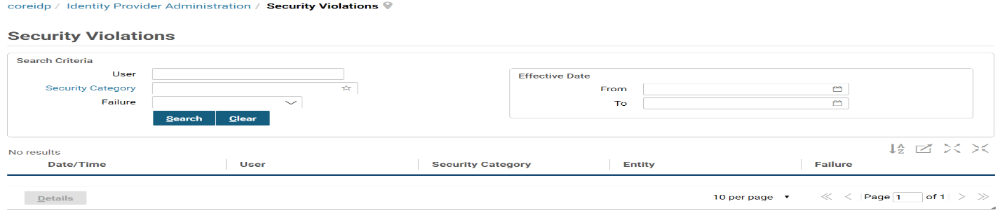 coreidp / Identity Provider Administration / Security Violations
Security Violations
Search Criteria
User
Security Category
Failure
Search Clear
Effective Date
From
To
No results
Date/Time User Security Category Entity Failure
Details
10 per page
Page 1 of 1